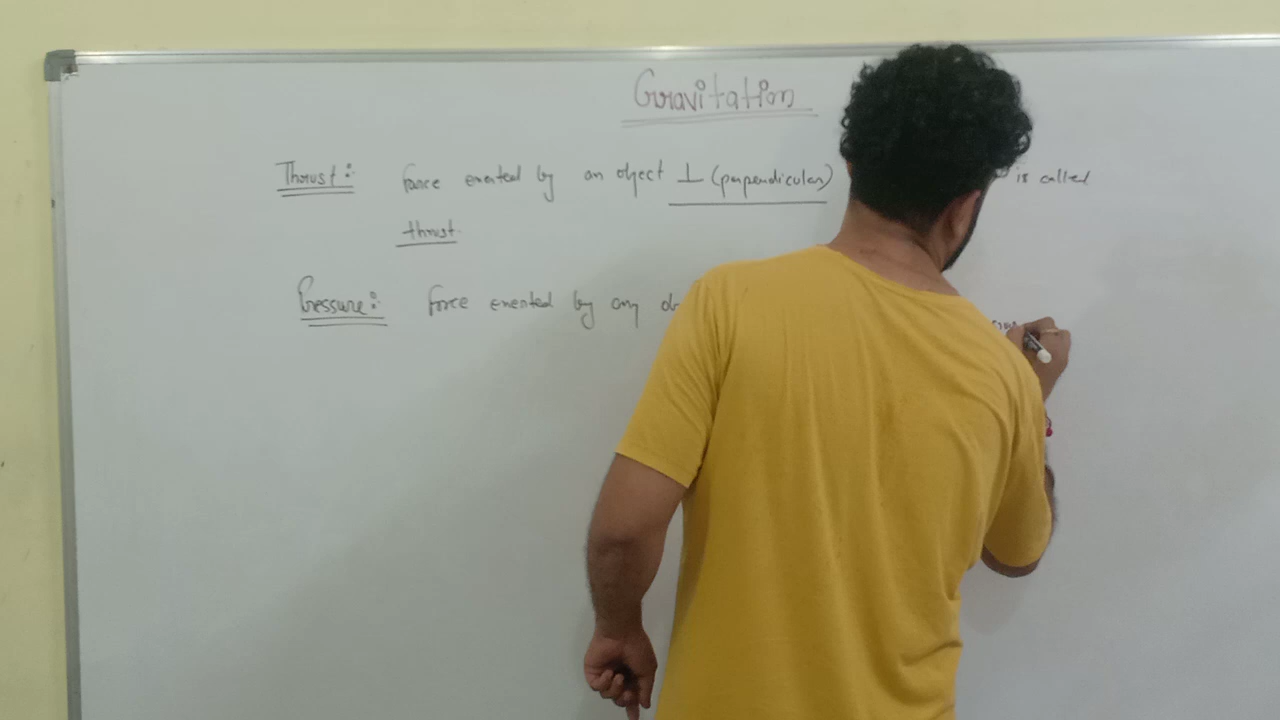 Gravitation
Thrust:- force exerted by an object ⊥ (perpendicular) is called
thrust.
Pressure:- force exerted by any